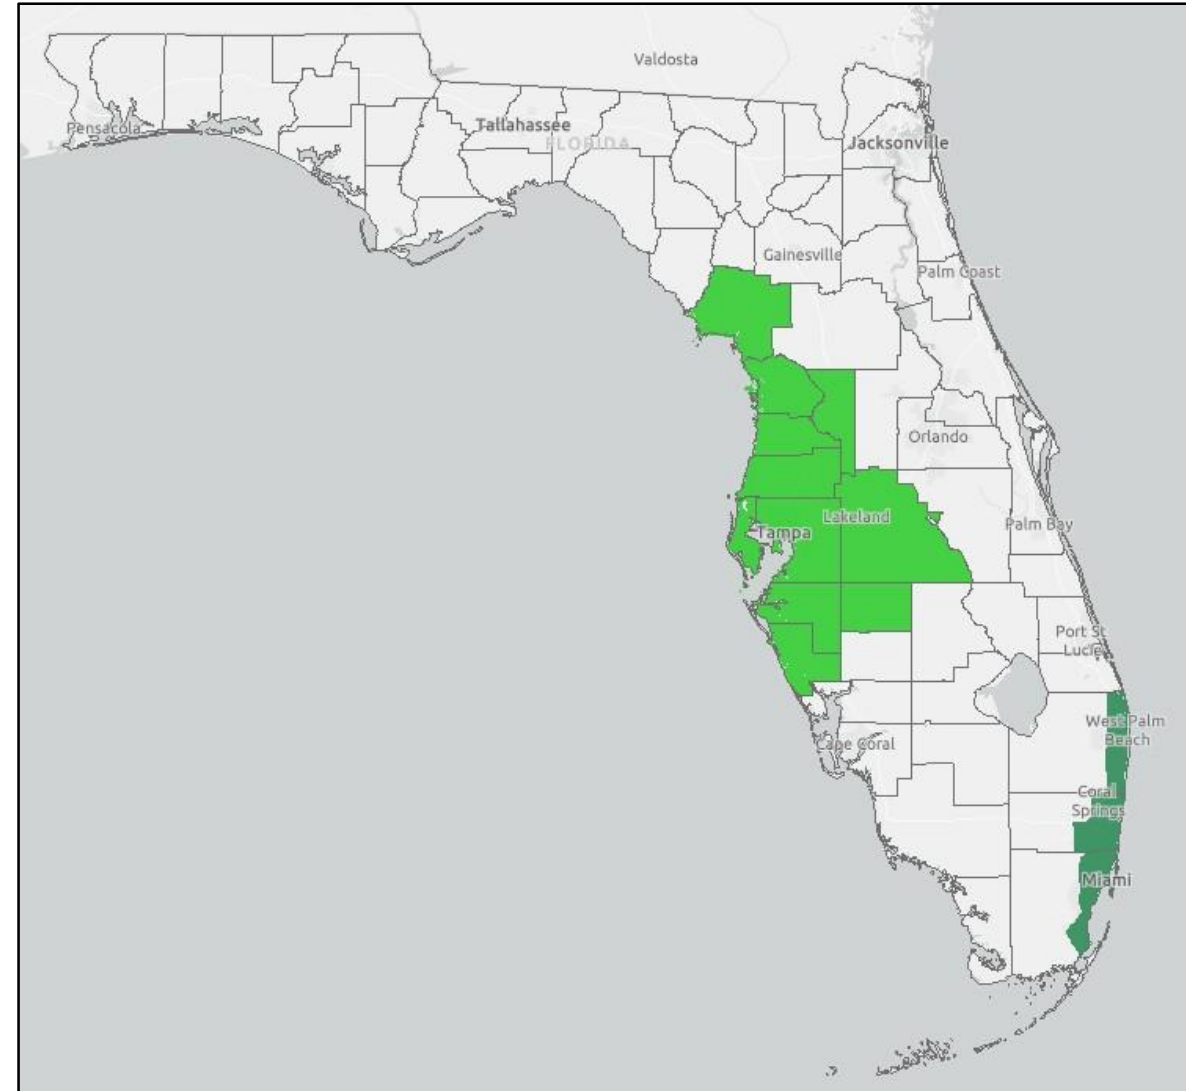 Valdosta
Pensacola
Tallahassee
FLORIDA
Jacksonville
Gainesville
Palm Coast
Orlando
Lakeland
Tampa
Palm Bay
Port St
Lucie
West Palm
Beach
Cape Coral
Coral
Springs
Miami